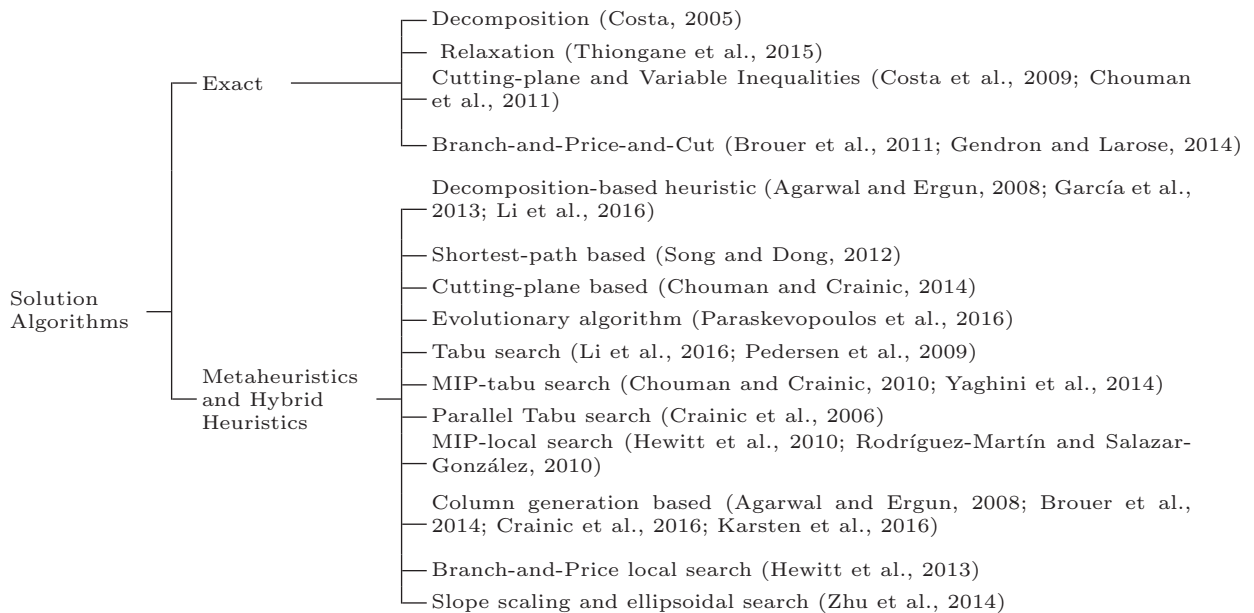 Decomposition (Costa, 2005)
Relaxation (Thiongane et al., 2015)
Exact
Cutting-plane and Variable Inequalities (Costa et al., 2009; Chouman
et al., 2011)
Branch-and-Price-and-Cut (Brouer et al., 2011; Gendron and Larose, 2014)
Decomposition-based heuristic (Agarwal and Ergun, 2008; García et al.,
2013; Li et al., 2016)
Shortest-path based (Song and Dong, 2012)
Cutting-plane based (Chouman and Crainic, 2014)
Solution
Algorithms
Evolutionary algorithm (Paraskevopoulos et al., 2016)
Tabu search (Li et al., 2016; Pedersen et al., 2009)
Metaheuristics
and Hybrid
Heuristics
MIP-tabu search (Chouman and Crainic, 2010; Yaghini et al., 2014)
Parallel Tabu search (Crainic et al., 2006)
MIP-local search (Hewitt et al., 2010; Rodríguez-Martín and Salazar-
González, 2010)
Column generation based (Agarwal and Ergun, 2008; Brouer et al.,
2014; Crainic et al., 2016; Karsten et al., 2016)
Branch-and-Price local search (Hewitt et al., 2013)
Slope scaling and ellipsoidal search (Zhu et al., 2014)